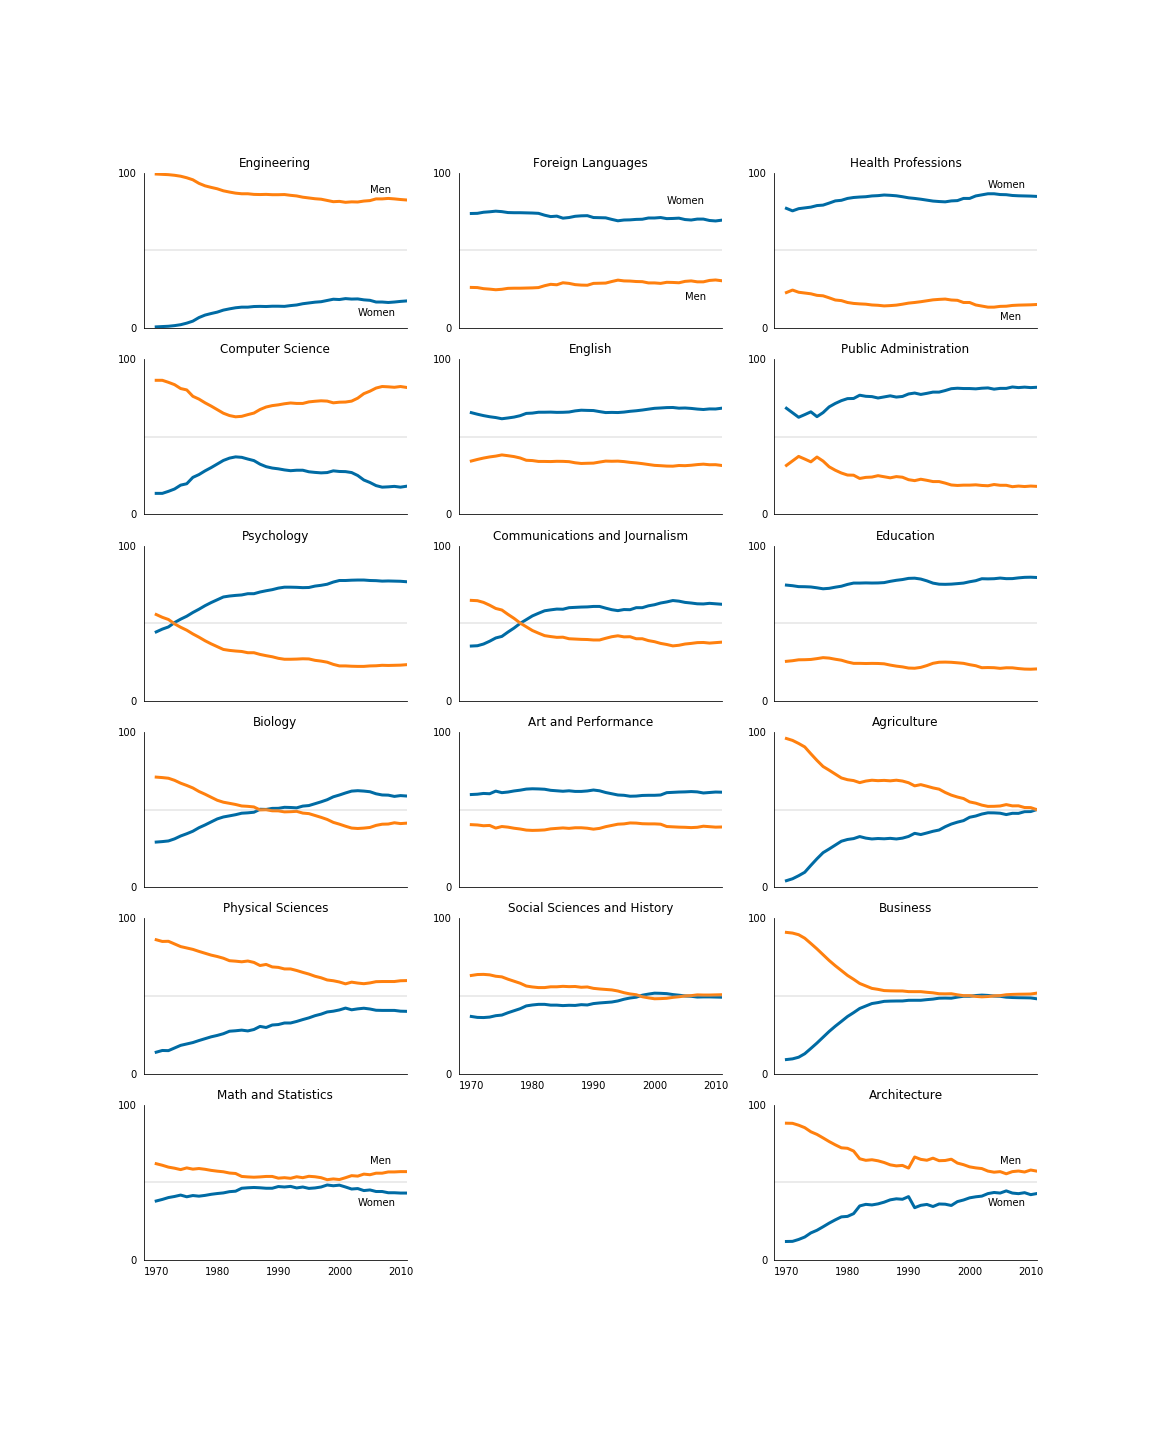 Engineering
100
Men
Women
0
Foreign Languages
100
Women
Men
0
Health Professions
100
Women
Men
0
Computer Science
100
0
English
100
0
Public Administration
100
0
Psychology
100
0
Communications and Journalism
100
0
Education
100
0
Biology
100
0
Art and Performance
100
0
Agriculture
100
0
Physical Sciences
100
0
Social Sciences and History
100
0
1970 1980 1990 2000 2010
Business
100
0
Math and Statistics
100
Men
Women
0
1970 1980 1990 2000 2010
Architecture
100
Men
Women
0
1970 1980 1990 2000 2010